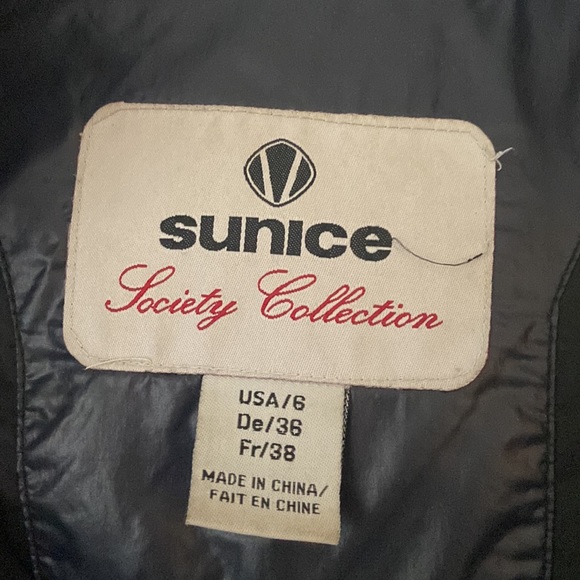 sunice
Society Collection
USA/6
De/36
Fr/38
MADE IN CHINA/
FAIT EN CHINE